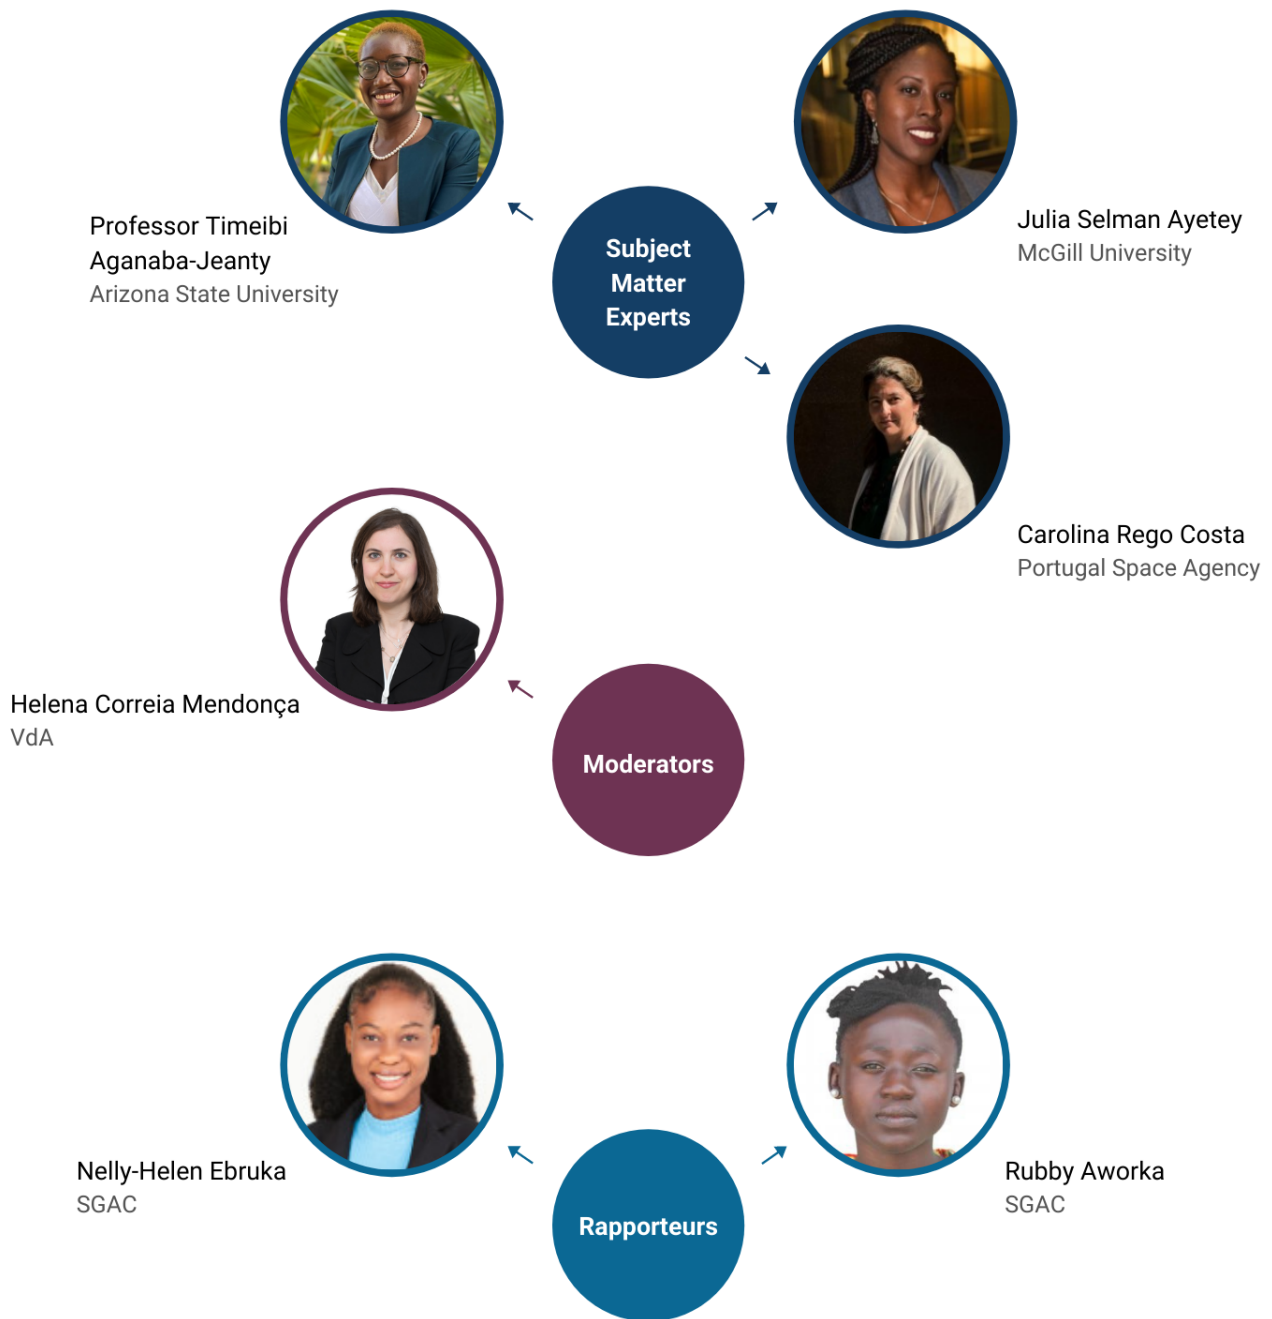 Professor Timeibi
Aganaba-Jeanty
Arizona State University
Subject
Matter
Experts
Julia Selman Ayetey
McGill University
Carolina Rego Costa
Portugal Space Agency
Helena Correia Mendonça
VdA
Moderators
Nelly-Helen Ebruka
SGAC
Rapporteurs
Rubby Aworka
SGAC